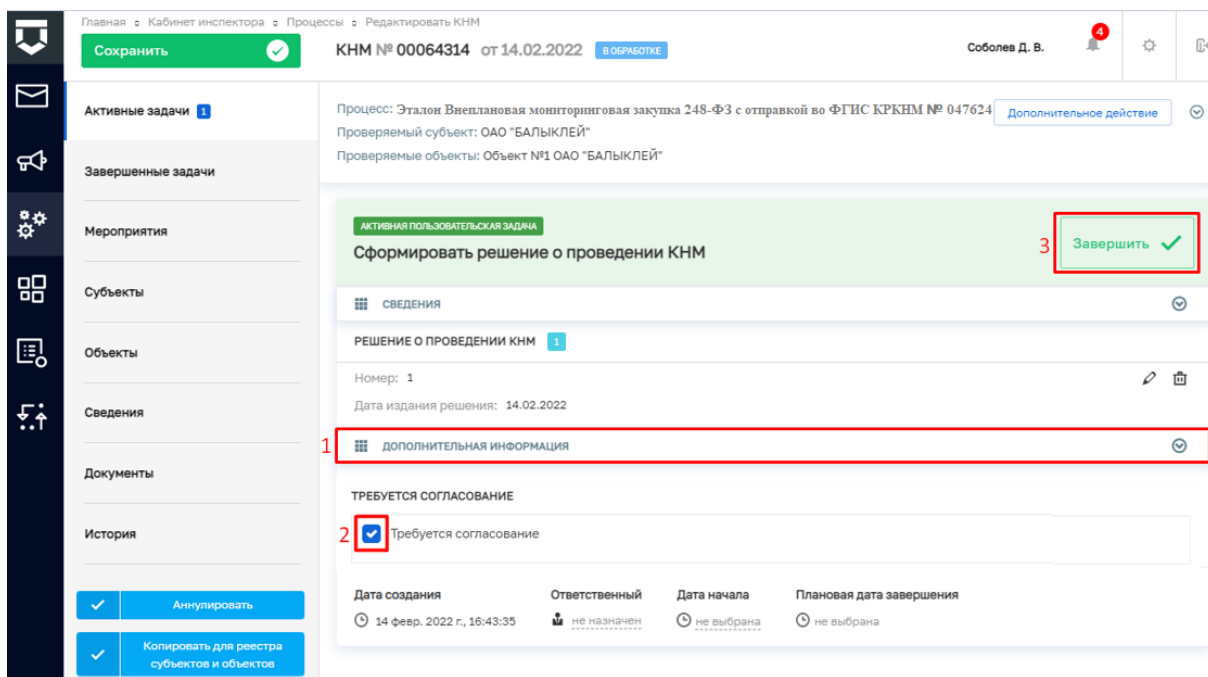 Главная  Кабинет инспектора  Процессы  Редактировать КНМ
Сохранить
КНМ № 00064314 от 14.02.2022 В ОБРАБОТКЕ
Соболев Д. В.
4
Активные задачи 1
Завершенные задачи
Мероприятия
Субъекты
Объекты
Сведения
Документы
История
Аннулировать
Копировать для реестра
субъектов и объектов
Процесс: Эталон Внеплановая мониторинговая закупка 248-ФЗ с отправкой во ФГИС КРКНМ № 047624
Дополнительное действие
Проверяемый субъект: ОАО "БАЛЫКЛЕЙ"
Проверяемые объекты: Объект №1 ОАО "БАЛЫКЛЕЙ"
АКТИВНАЯ ПОЛЬЗОВАТЕЛЬСКАЯ ЗАДАЧА
Сформировать решение о проведении КНМ
3 Завершить
СВЕДЕНИЯ
РЕШЕНИЕ О ПРОВЕДЕНИИ КНМ 1
Номер: 1
Дата издания решения: 14.02.2022
1 ДОПОЛНИТЕЛЬНАЯ ИНФОРМАЦИЯ
ТРЕБУЕТСЯ СОГЛАСОВАНИЕ
2 Требуется согласование
Дата создания Ответственный Дата начала Плановая дата завершения
14 февр. 2022 г., 16:43:35 не назначен не выбрана не выбрана